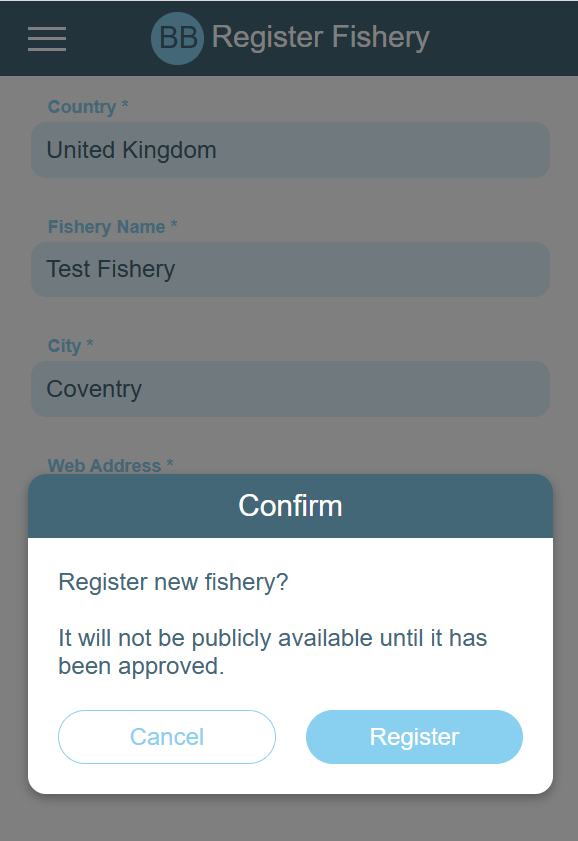 BB Register Fishery
Country *
United Kingdom
Fishery Name *
Test Fishery
City *
Coventry
Web Address *
Confirm
Register new fishery?
It will not be publicly available until it has
been approved.
Cancel
Register